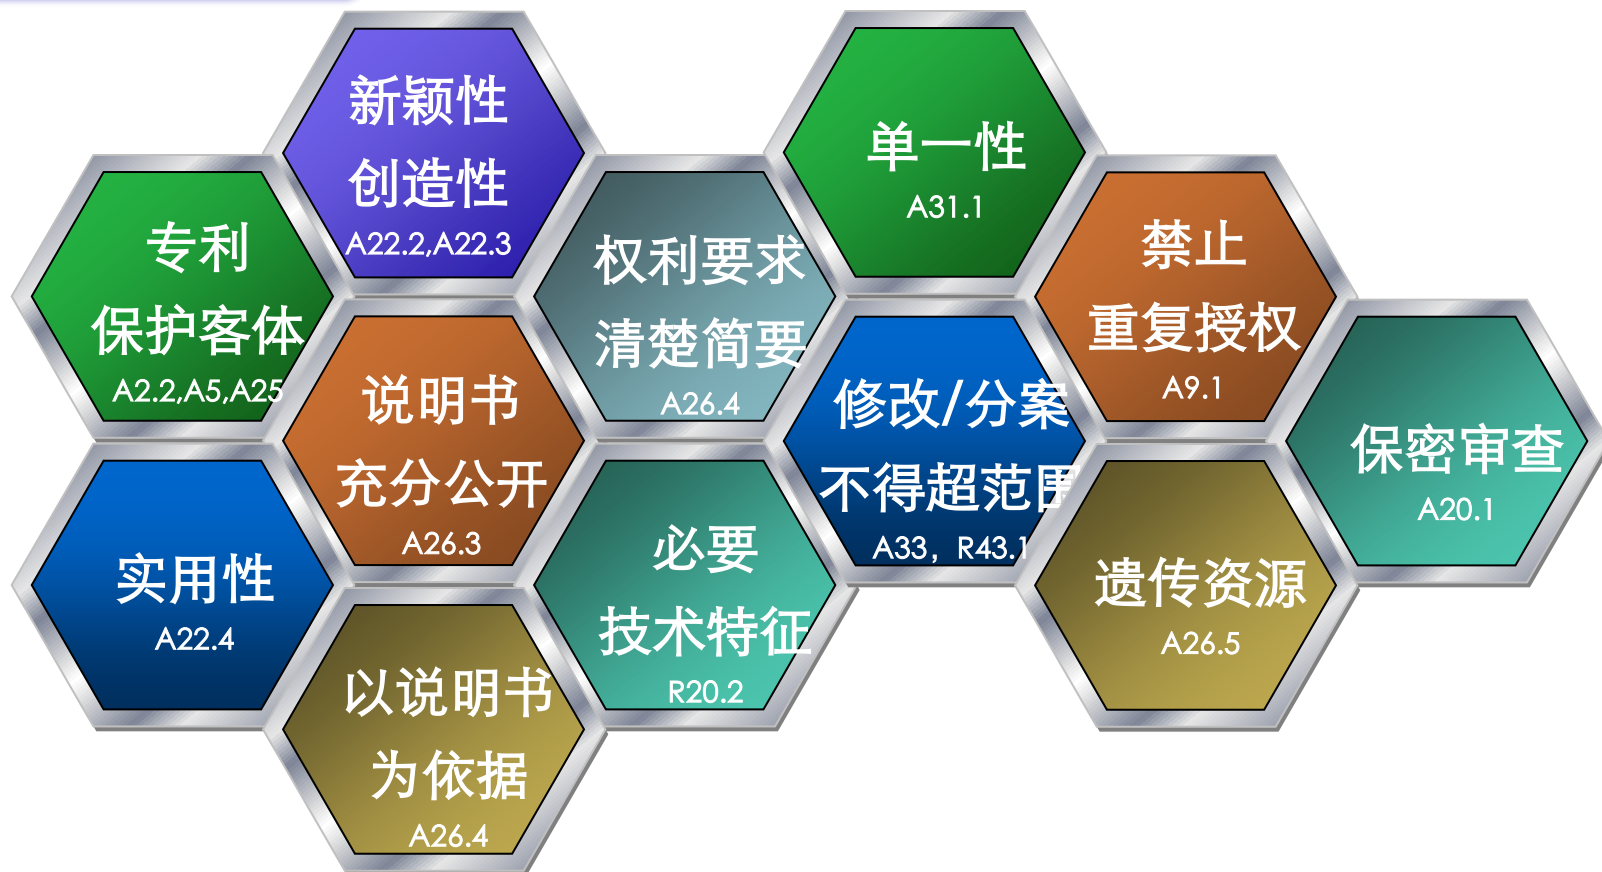 新颖性
创造性
A22.2,A22.3
单一性
A31.1
专利
保护客体
A2.2,A5,A25
权利要求
清楚简要
A26.4
禁止
重复授权
A9.1
说明书
充分公开
A26.3
修改/分案
不得超范围
A33，R43.1
保密审查
A20.1
实用性
A22.4
必要
技术特征
R20.2
遗传资源
A26.5
以说明书
为依据
A26.4